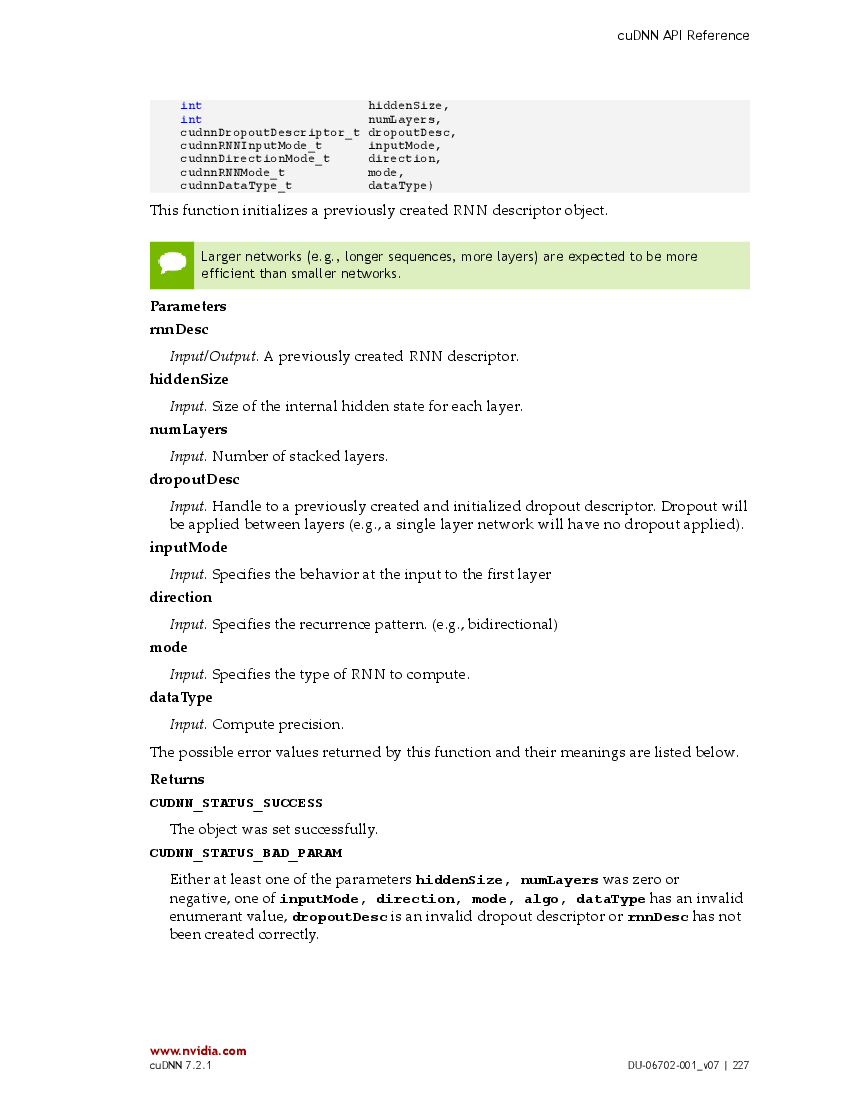 cuDNN API Reference
int hiddenSize,
int numLayers,
cudnnDropoutDescriptor_t dropoutDesc,
cudnnRNNInputMode_t inputMode,
cudnnDirectionMode_t direction,
cudnnRNNMode_t mode,
cudnnDataType_t dataType)
This function initializes a previously created RNN descriptor object.
Larger networks (e.g., longer sequences, more layers) are expected to be more
efficient than smaller networks.
Parameters
rnnDesc
Input/Output. A previously created RNN descriptor.
hiddenSize
Input. Size of the internal hidden state for each layer.
numLayers
Input. Number of stacked layers.
dropoutDesc
Input. Handle to a previously created and initialized dropout descriptor. Dropout will
be applied between layers (e.g., a single layer network will have no dropout applied).
inputMode
Input. Specifies the behavior at the input to the first layer
direction
Input. Specifies the recurrence pattern. (e.g., bidirectional)
mode
Input. Specifies the type of RNN to compute.
dataType
Input. Compute precision.
The possible error values returned by this function and their meanings are listed below.
Returns
CUDNN_STATUS_SUCCESS
The object was set successfully.
CUDNN_STATUS_BAD_PARAM
Either at least one of the parameters hiddenSize, numLayers was zero or
negative, one of inputMode, direction, mode, algo, dataType has an invalid
enumerant value, dropoutDesc is an invalid dropout descriptor or rnnDesc has not
been created correctly.
www.nvidia.com
cuDNN 7.2.1 DU-06702-001_v07 | 227